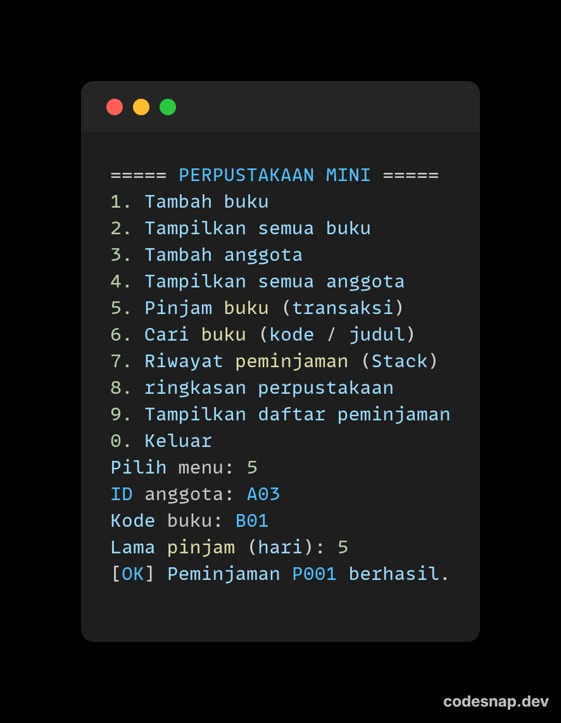 ===== PERPUSTAKAAN MINI =====
1. Tambah buku
2. Tampilkan semua buku
3. Tambah anggota
4. Tampilkan semua anggota
5. Pinjam buku (transaksi)
6. Cari buku (kode / judul)
7. Riwayat peminjaman (Stack)
8. ringkasan perpustakaan
9. Tampilkan daftar peminjaman
0. Keluar
Pilih menu: 5
ID anggota: A03
Kode buku: B01
Lama pinjam (hari): 5
[OK] Peminjaman P001 berhasil.
codesnap.dev